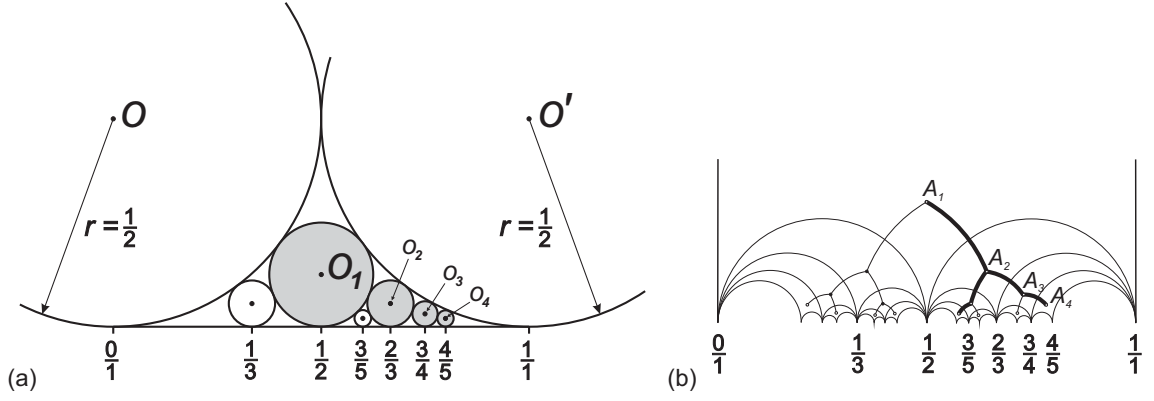 O
O'
r = 1/2
r = 1/2
O₁
O₂
O₃
O₄
0/1
1/3
1/2
3/5
2/3
3/4
4/5
1/1
(a)
A₁
A₂
A₃
A₄
0/1
1/3
1/2
3/5
2/3
3/4
4/5
1/1
(b)